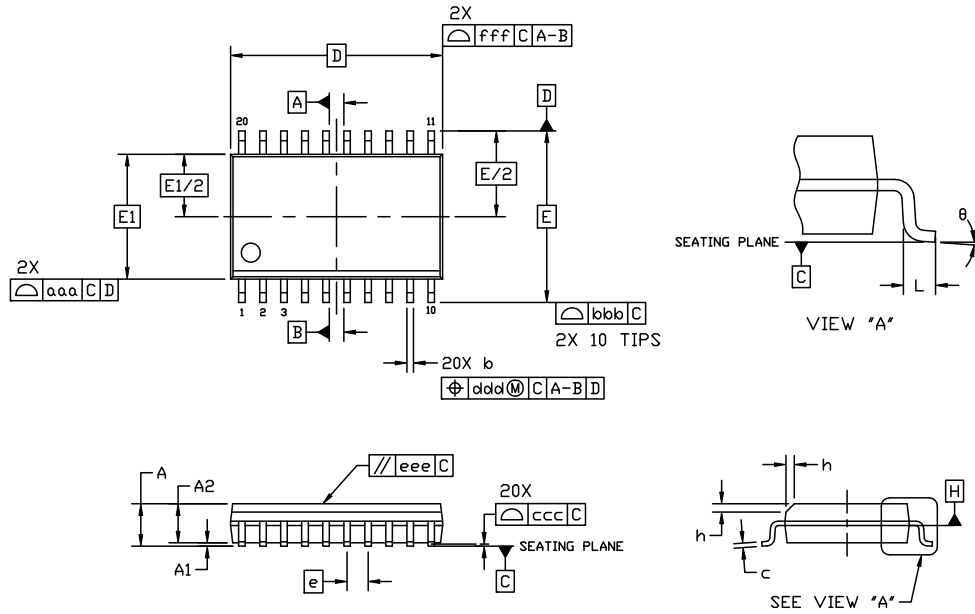 2X
⌓ fff C A-B
D
A
D
20
11
E1/2
E/2
E1
E
2X
⌓ aaa C D
1 2 3
10
B
⌓ bbb C
2X 10 TIPS
20X b
⌖ ddd Ⓜ C A-B D
SEATING PLANE
C
θ
L
VIEW "A"
A
A2
A1
// eee C
20X
⌓ ccc C
SEATING PLANE
C
e
h
h
c
H
SEE VIEW "A"